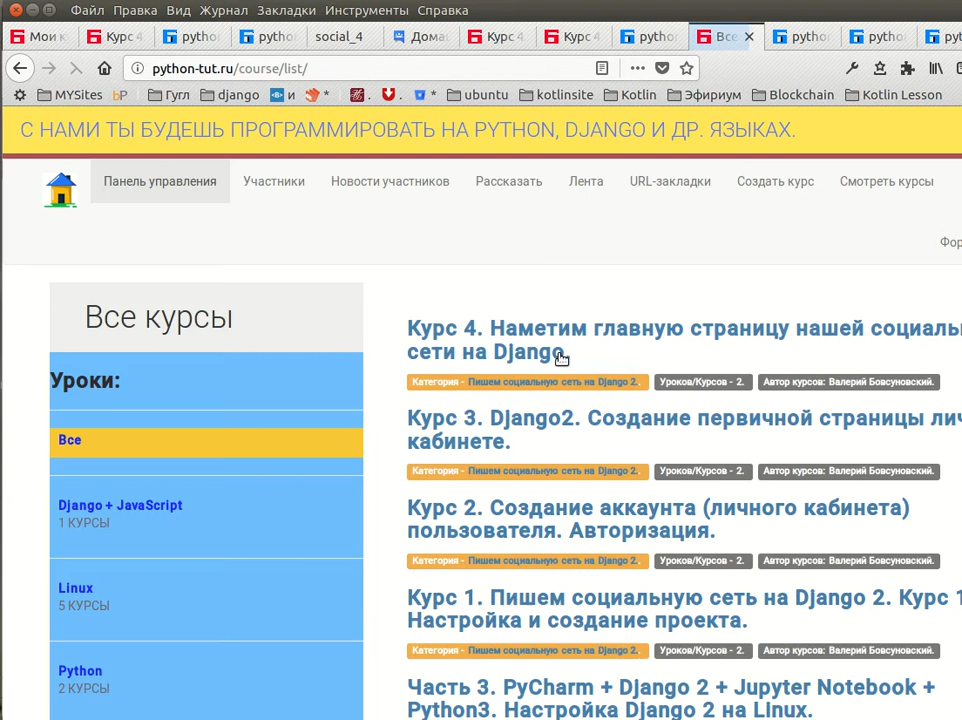 Файл Правка Вид Журнал Закладки Инструменты Справка
Мои Курс 4 pytho pytho social_4 Дома Курс 4 Курс 4 pytho Все pytho pytho
python-tut.ru/course/list/
MYSites bP Гугл django и ubuntu kotlinsite Kotlin Эфириум Blockchain Kotlin Lesson
С НАМИ ТЫ БУДЕШЬ ПРОГРАММИРОВАТЬ НА PYTHON, DJANGO И ДР. ЯЗЫКАХ.
Панель управления Участники Новости участников Рассказать Лента URL-закладки Создать курс Смотреть курсы
Фор
Все курсы
Уроки:
Все
Django + JavaScript
1 КУРСЫ
Linux
5 КУРСЫ
Python
2 КУРСЫ
Курс 4. Наметим главную страницу нашей социаль
сети на Django.
Категория - Пишем социальную сеть на Django 2. Уроков/Курсов - 2. Автор курсов: Валерий Бовсуновский.
Курс 3. Django2. Создание первичной страницы лич
кабинете.
Категория - Пишем социальную сеть на Django 2. Уроков/Курсов - 2. Автор курсов: Валерий Бовсуновский.
Курс 2. Создание аккаунта (личного кабинета)
пользователя. Авторизация.
Категория - Пишем социальную сеть на Django 2. Уроков/Курсов - 2. Автор курсов: Валерий Бовсуновский.
Курс 1. Пишем социальную сеть на Django 2. Курс 1
Настройка и создание проекта.
Категория - Пишем социальную сеть на Django 2. Уроков/Курсов - 2. Автор курсов: Валерий Бовсуновский.
Часть 3. PyCharm + Django 2 + Jupyter Notebook +
Python3. Настройка Django 2 на Linux.